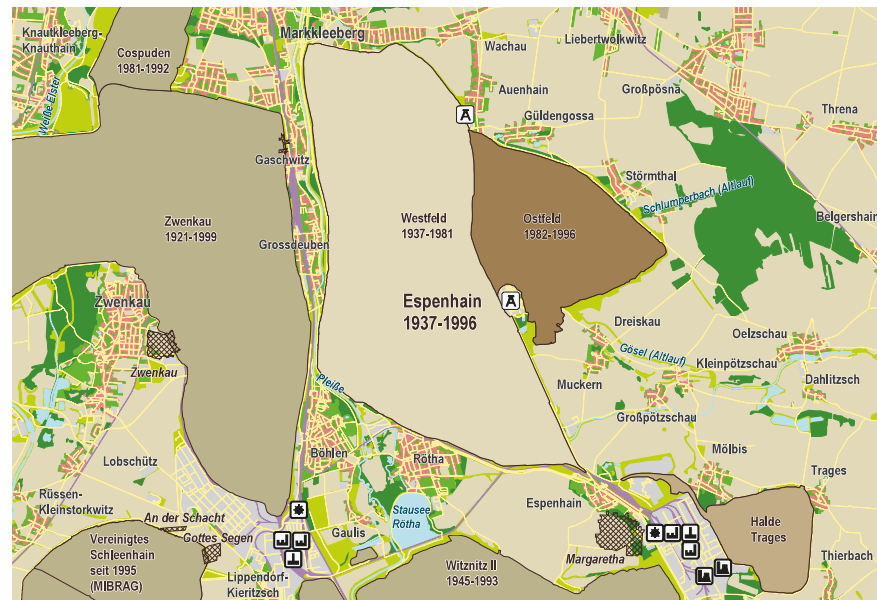 Knautkleeberg-
Knauthain
Cospuden
1981-1992
Markkleeberg
Wachau
Liebertwolkwitz
Weiße Elster
Auenhain
Großpösna
Threna
Güldengossa
Gaschwitz
Störmthal
Schlumperbach (Altlauf)
Zwenkau
1921-1999
Westfeld
1937-1981
Ostfeld
1982-1996
Belgershain
Grossdeuben
Zwenkau
Espenhain
1937-1996
Dreiskau
Oelzschau
Gösel (Altlauf)
Kleinpötzschau
Zwenkau
Pleiße
Muckern
Dahlitzsch
Großpötzschau
Lobschütz
Böhlen
Rötha
Mölbis
Trages
Rüssen-
Kleinstorkwitz
Espenhain
An der Schacht
Stausee
Rötha
Halde
Trages
Vereinigtes
Schleenhain
seit 1995
(MIBRAG)
Gottes Segen
Gaulis
Margaretha
Thierbach
Lippendorf-
Kieritzsch
Witznitz II
1945-1993